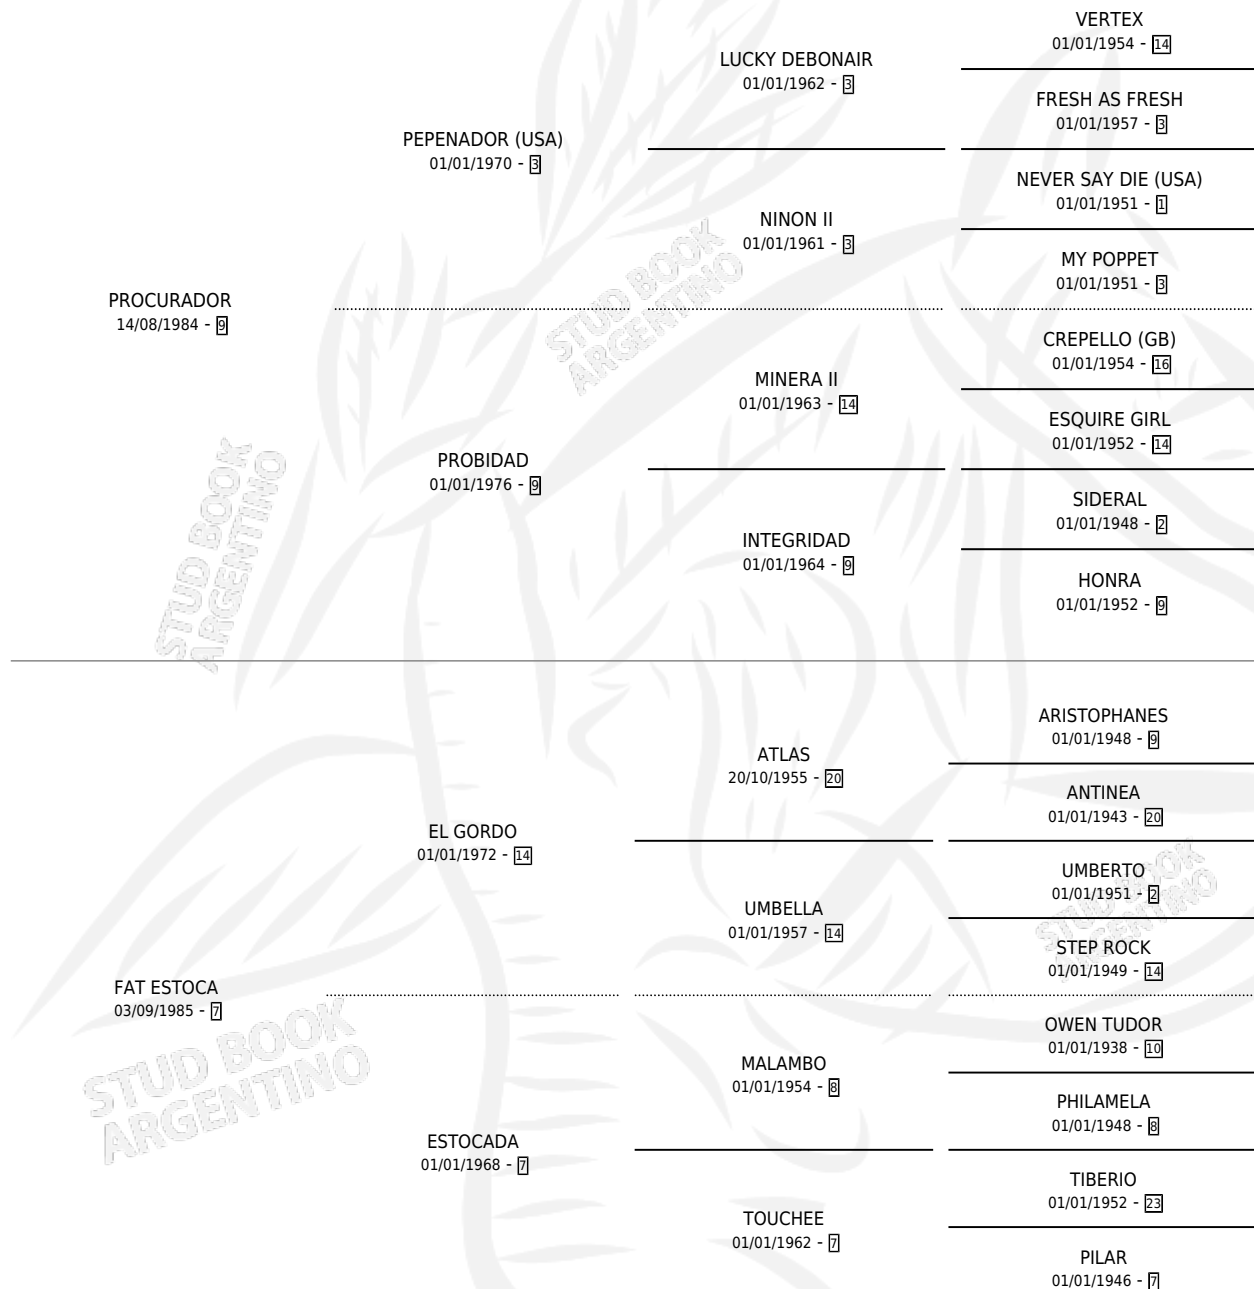 VERTEX
01/01/1954 - 14
LUCKY DEBONAIR
01/01/1962 - 3
FRESH AS FRESH
01/01/1957 - 3
PEPENADOR (USA)
01/01/1970 - 3
NEVER SAY DIE (USA)
01/01/1951 - 1
NINON II
01/01/1961 - 3
MY POPPET
01/01/1951 - 3
PROCURADOR
14/08/1984 - 9
STUD BOOK
ARGENTINO
CREPELLO (GB)
01/01/1954 - 16
MINERA II
01/01/1963 - 14
ESQUIRE GIRL
01/01/1952 - 14
PROBIDAD
01/01/1976 - 9
SIDERAL
01/01/1948 - 2
INTEGRIDAD
01/01/1964 - 9
HONRA
01/01/1952 - 9
STUD BOOK
ARGENTINO
ARISTOPHANES
01/01/1948 - 9
ATLAS
20/10/1955 - 20
ANTINEA
01/01/1943 - 20
EL GORDO
01/01/1972 - 14
UMBERTO
01/01/1951 - 2
UMBELLA
01/01/1957 - 14
STEP ROCK
01/01/1949 - 14
STUD BOOK
ARGENTINO
FAT ESTOCA
03/09/1985 - 7
OWEN TUDOR
01/01/1938 - 10
MALAMBO
01/01/1954 - 8
PHILAMELA
01/01/1948 - 8
STUD BOOK
ARGENTINO
ESTOCADA
01/01/1968 - 7
TIBERIO
01/01/1952 - 23
TOUCHEE
01/01/1962 - 7
PILAR
01/01/1946 - 7